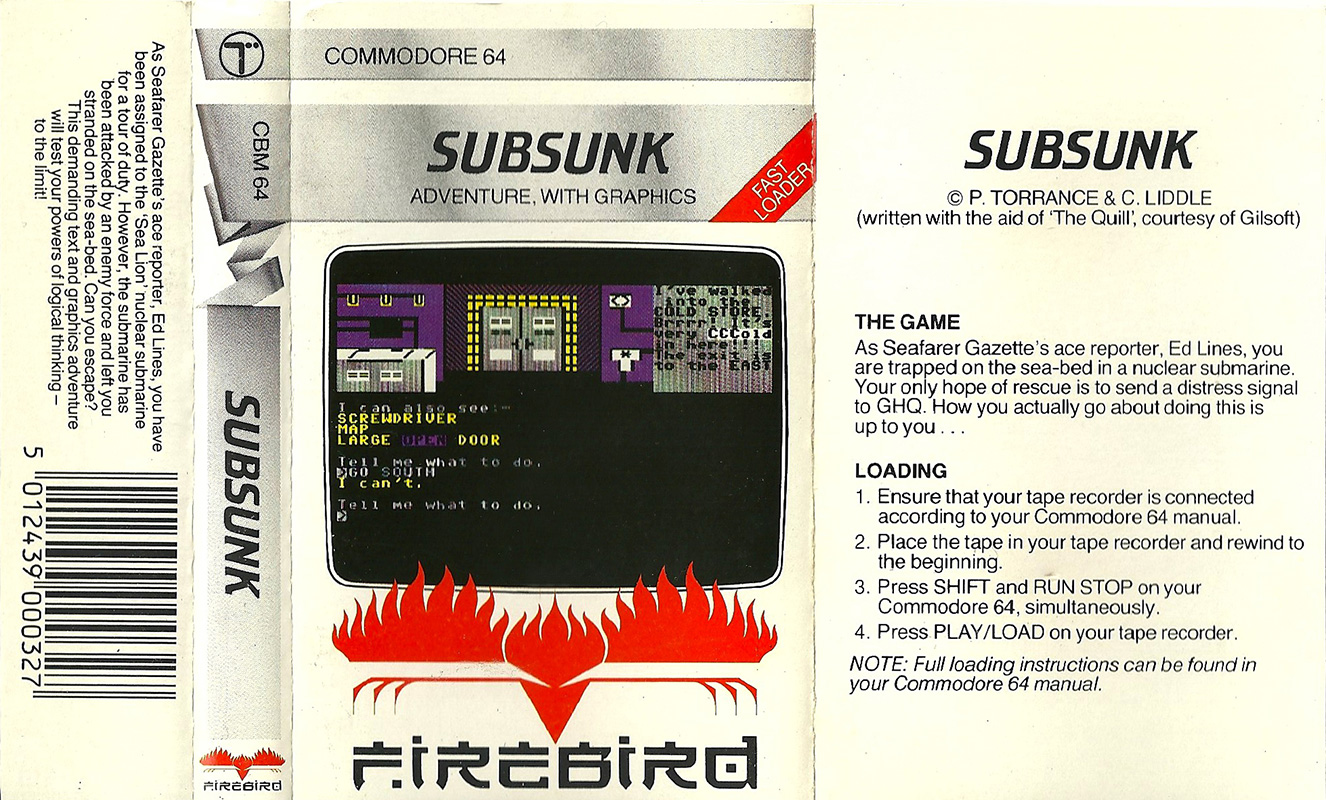 As Seafarer Gazette's ace reporter, Ed Lines, you have
been assigned to the 'Sea Lion' nuclear submarine
for a tour of duty. However, the submarine has
been attacked by an enemy force and left you
stranded on the sea-bed. Can you escape?
This demanding text and graphics adventure
will test your powers of logical thinking –
to the limit!
5 012439 000327
CBM 64
SUBSUNK
FIREBIRD
COMMODORE 64
SUBSUNK
ADVENTURE, WITH GRAPHICS
FAST
LOADER
I've walked
into the
COLD STORE.
Brrrr! It's
very CCCold
in here!!!
The exit is
to the EAST
I can also see:-
SCREWDRIVER
MAP
LARGE OPEN DOOR
Tell me what to do.
>GO SOUTH
I can't.
Tell me what to do.
>
FIREBIRD
SUBSUNK
© P. TORRANCE & C. LIDDLE
(written with the aid of 'The Quill', courtesy of Gilsoft)
THE GAME
As Seafarer Gazette's ace reporter, Ed Lines, you
are trapped on the sea-bed in a nuclear submarine.
Your only hope of rescue is to send a distress signal
to GHQ. How you actually go about doing this is
up to you . . .
LOADING
1. Ensure that your tape recorder is connected
according to your Commodore 64 manual.
2. Place the tape in your tape recorder and rewind to
the beginning.
3. Press SHIFT and RUN STOP on your
Commodore 64, simultaneously.
4. Press PLAY/LOAD on your tape recorder.
NOTE: Full loading instructions can be found in
your Commodore 64 manual.